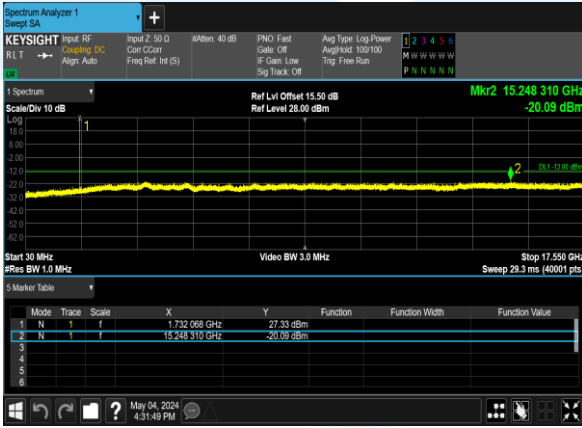 Spectrum Analyzer 1
Swept SA
KEYSIGHT Input: RF Input Z: 50 Ω #Atten: 40 dB PNO: Fast Avg Type: Log-Power 1 2 3 4 5 6
R L T Coupling: DC Corr CCorr Gate: Off Avg|Hold: 100/100 M W W W W W
Align: Auto Freq Ref: Int (S) IF Gain: Low Trig: Free Run
LV Sig Track: Off P N N N N N
1 Spectrum Ref Lvl Offset 15.50 dB Mkr2 15.248 310 GHz
Scale/Div 10 dB Ref Level 28.00 dBm -20.09 dBm
Log 1
18.0
8.00
-2.00
-12.0 2 DL1 -13.00 dBm
-22.0
-32.0
-42.0
-52.0
-62.0
Start 30 MHz Video BW 3.0 MHz Stop 17.550 GHz
#Res BW 1.0 MHz Sweep 29.3 ms (40001 pts
5 Marker Table
Mode Trace Scale X Y Function Function Width Function Value
1 N 1 f 1.732 068 GHz 27.33 dBm
2 N 1 f 15.248 310 GHz -20.09 dBm
3
4
5
6
? May 04, 2024
4:31:49 PM